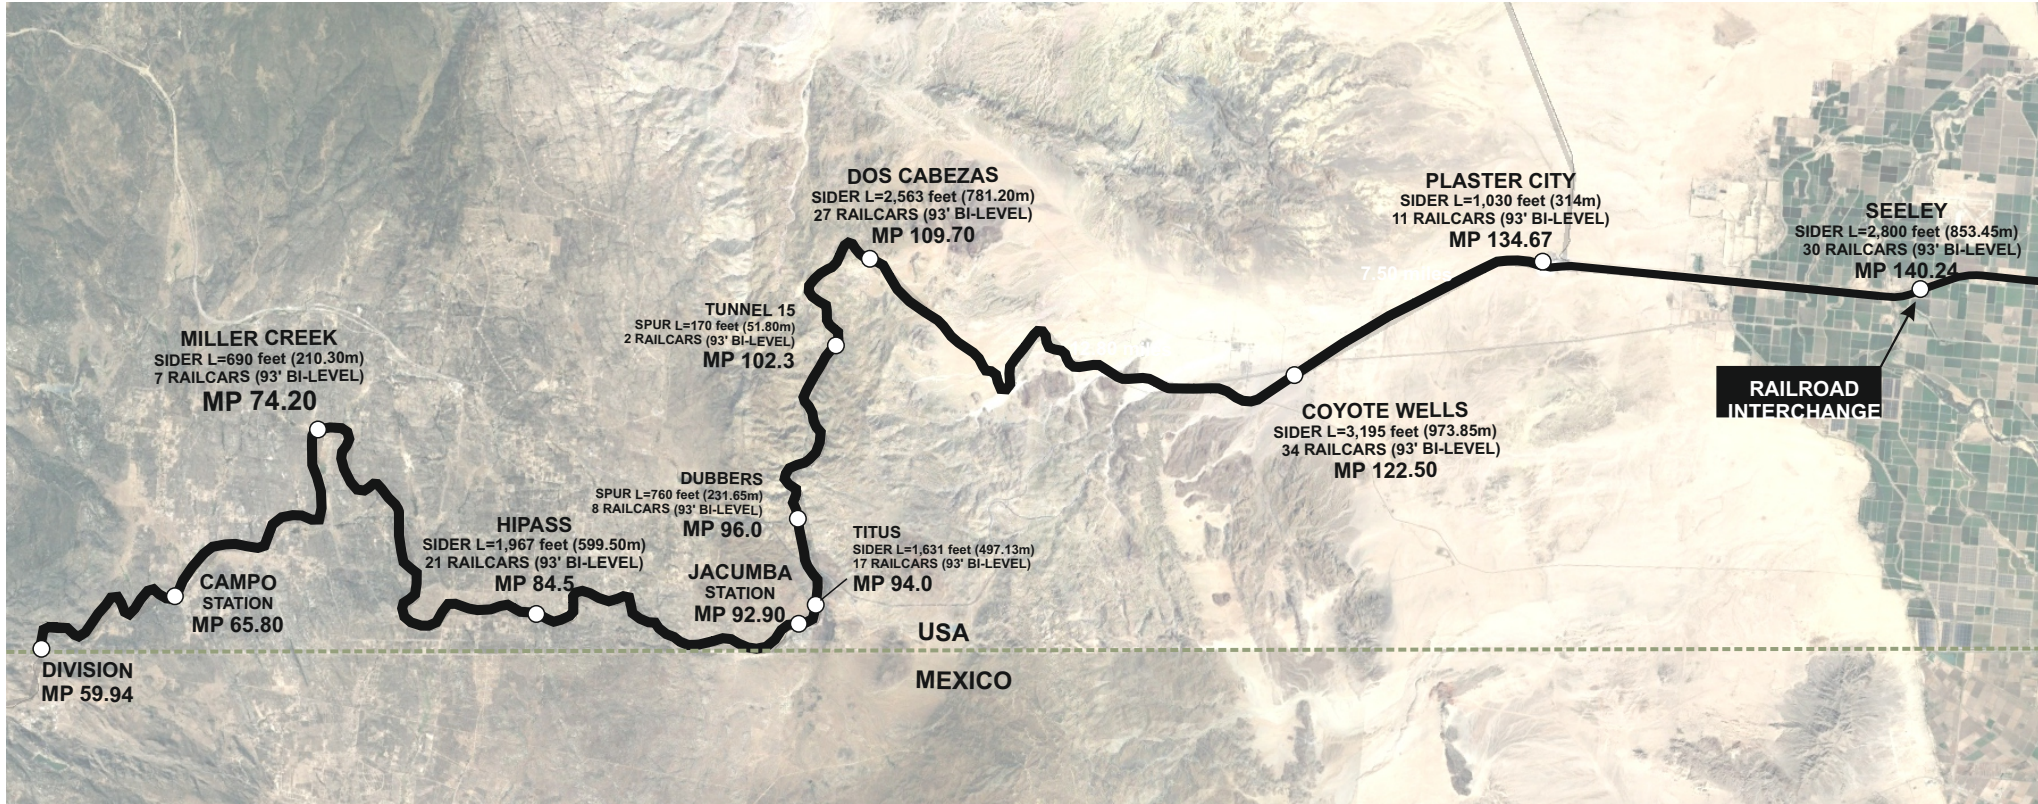 DOS CABEZAS
SIDER L=2,563 feet (781.20m)
27 RAILCARS (93' BI-LEVEL)
MP 109.70
PLASTER CITY
SIDER L=1,030 feet (314m)
11 RAILCARS (93' BI-LEVEL)
MP 134.67
SEELEY
SIDER L=2,800 feet (853.45m)
30 RAILCARS (93' BI-LEVEL)
MP 140.24
TUNNEL 15
SPUR L=170 feet (51.80m)
2 RAILCARS (93' BI-LEVEL)
MP 102.3
MILLER CREEK
SIDER L=690 feet (210.30m)
7 RAILCARS (93' BI-LEVEL)
MP 74.20
RAILROAD
INTERCHANGE
COYOTE WELLS
SIDER L=3,195 feet (973.85m)
34 RAILCARS (93' BI-LEVEL)
MP 122.50
DUBBERS
SPUR L=760 feet (231.65m)
8 RAILCARS (93' BI-LEVEL)
MP 96.0
HIPASS
SIDER L=1,967 feet (599.50m)
21 RAILCARS (93' BI-LEVEL)
MP 84.5
TITUS
SIDER L=1,631 feet (497.13m)
17 RAILCARS (93' BI-LEVEL)
MP 94.0
JACUMBA
STATION
MP 92.90
CAMPO
STATION
MP 65.80
USA
DIVISION
MP 59.94
MEXICO